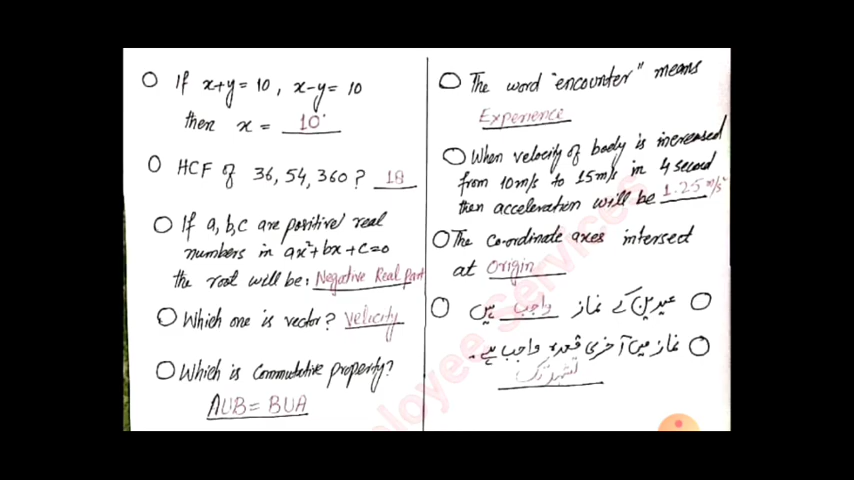 If x+y=10, x-y=10
then x = 10
HCF of 36, 54, 360? 18
If a, b, c are positive real
numbers in ax²+bx+c=0
the root will be: Negative Real Part
Which one is vector? velicity
Which is commutative property?
AUB = BUA
The word "encounter" means
Experience
When velocity of body is increased
from 10m/s to 15m/s in 4 second
then acceleration will be 1.25 m/s²
The co-ordinate axes intersect
at Origin
عیدین کے نماز واجب ہیں
نماز میں آخری قعدہ واجب ہے۔
loyee Services